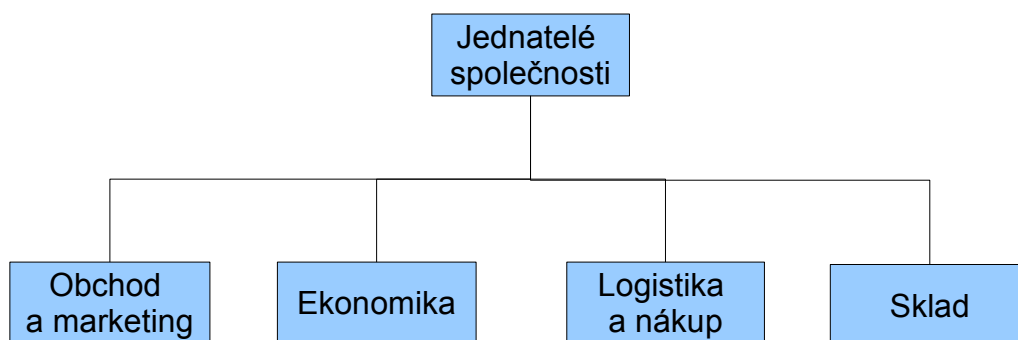 Jednatelé
společnosti
Obchod
a marketing
Ekonomika
Logistika
a nákup
Sklad